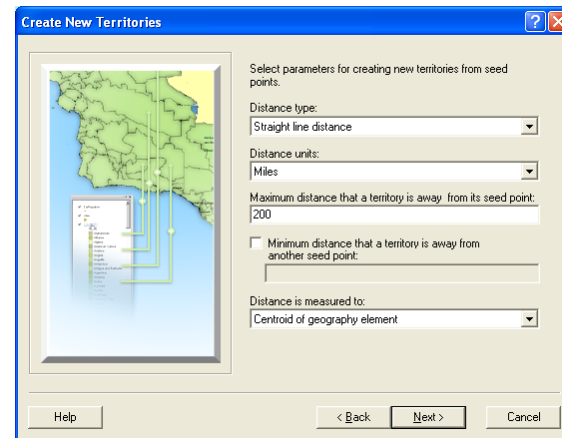 Create New Territories
Select parameters for creating new territories from seed
points.
Distance type:
Straight line distance
Distance units:
Miles
Maximum distance that a territory is away from its seed point:
200
Minimum distance that a territory is away from
another seed point:
Distance is measured to:
Centroid of geography element
Help
< Back
Next >
Cancel